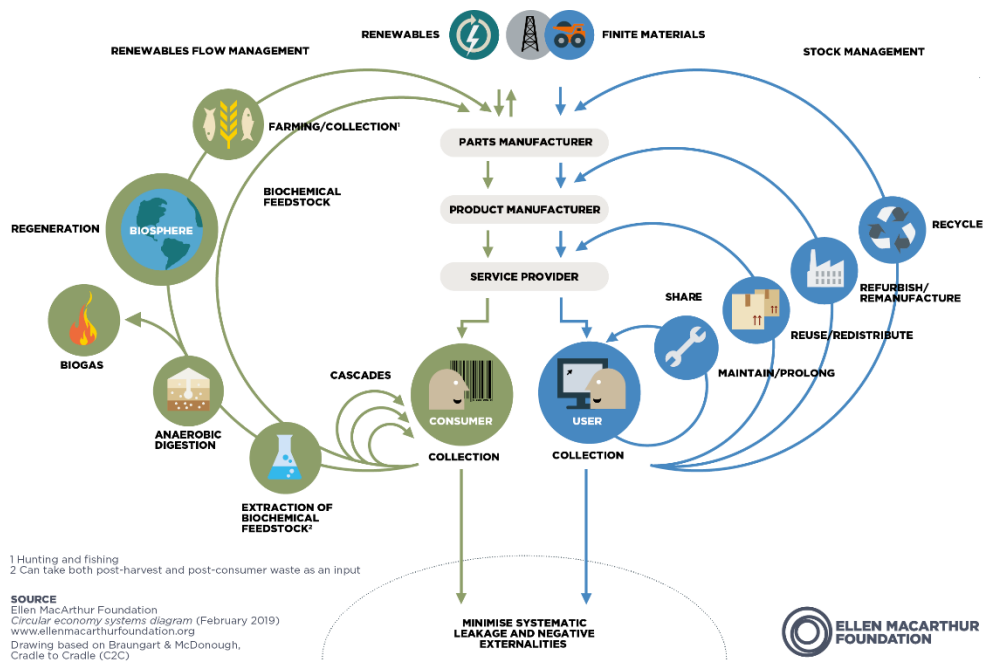 RENEWABLES
FINITE MATERIALS
RENEWABLES FLOW MANAGEMENT
STOCK MANAGEMENT
FARMING/COLLECTION¹
PARTS MANUFACTURER
BIOCHEMICAL
FEEDSTOCK
PRODUCT MANUFACTURER
REGENERATION
BIOSPHERE
RECYCLE
SERVICE PROVIDER
SHARE
REFURBISH/
REMANUFACTURE
REUSE/REDISTRIBUTE
BIOGAS
CASCADES
MAINTAIN/PROLONG
CONSUMER
USER
ANAEROBIC
DIGESTION
COLLECTION
COLLECTION
EXTRACTION OF
BIOCHEMICAL
FEEDSTOCK²
1 Hunting and fishing
2 Can take both post-harvest and post-consumer waste as an input
SOURCE
Ellen MacArthur Foundation
Circular economy systems diagram (February 2019)
www.ellenmacarthurfoundation.org
Drawing based on Braungart & McDonough,
Cradle to Cradle (C2C)
MINIMISE SYSTEMATIC
LEAKAGE AND NEGATIVE
EXTERNALITIES
ELLEN MACARTHUR
FOUNDATION